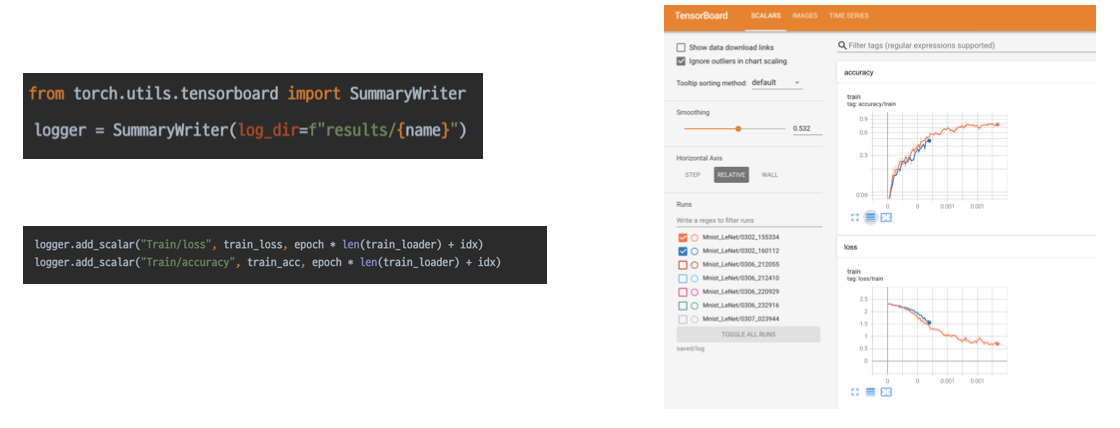 from torch.utils.tensorboard import SummaryWriter
logger = SummaryWriter(log_dir=f"results/{name}")
logger.add_scalar("Train/loss", train_loss, epoch * len(train_loader) + idx)
logger.add_scalar("Train/accuracy", train_acc, epoch * len(train_loader) + idx)
TensorBoard SCALARS IMAGES TIME SERIES
Show data download links
Ignore outliers in chart scaling
Tooltip sorting method: default
Smoothing
0.532
Horizontal Axis
STEP RELATIVE WALL
Runs
Write a regex to filter runs
Mnist_LeNet/0302_155334
Mnist_LeNet/0302_160112
Mnist_LeNet/0306_212055
Mnist_LeNet/0306_212410
Mnist_LeNet/0306_220929
Mnist_LeNet/0306_232916
Mnist_LeNet/0307_023944
TOGGLE ALL RUNS
saved/log
Filter tags (regular expressions supported)
accuracy
train
tag: accuracy/train
0.9
0.6
0.3
0.09
0 0 0.001 0.001
loss
train
tag: loss/train
2.5
2
1.5
1
0.5
0
0 0 0.001 0.001